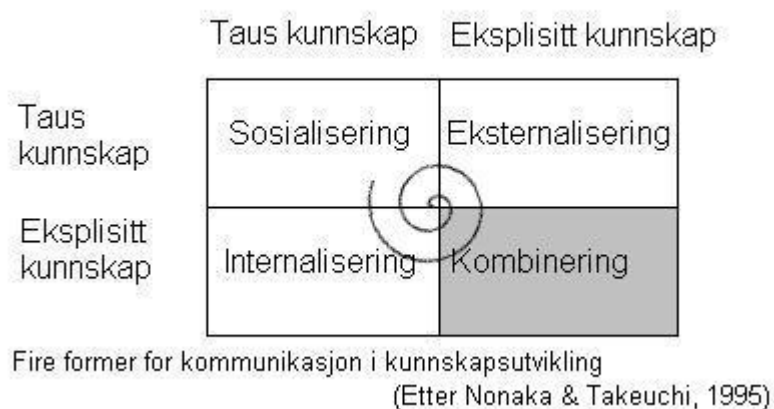 Taus kunnskap Eksplisitt kunnskap
Taus
kunnskap
Sosialisering Eksternalisering
Eksplisitt
kunnskap
Internalisering Kombinering
Fire former for kommunikasjon i kunnskapsutvikling
(Etter Nonaka & Takeuchi, 1995)